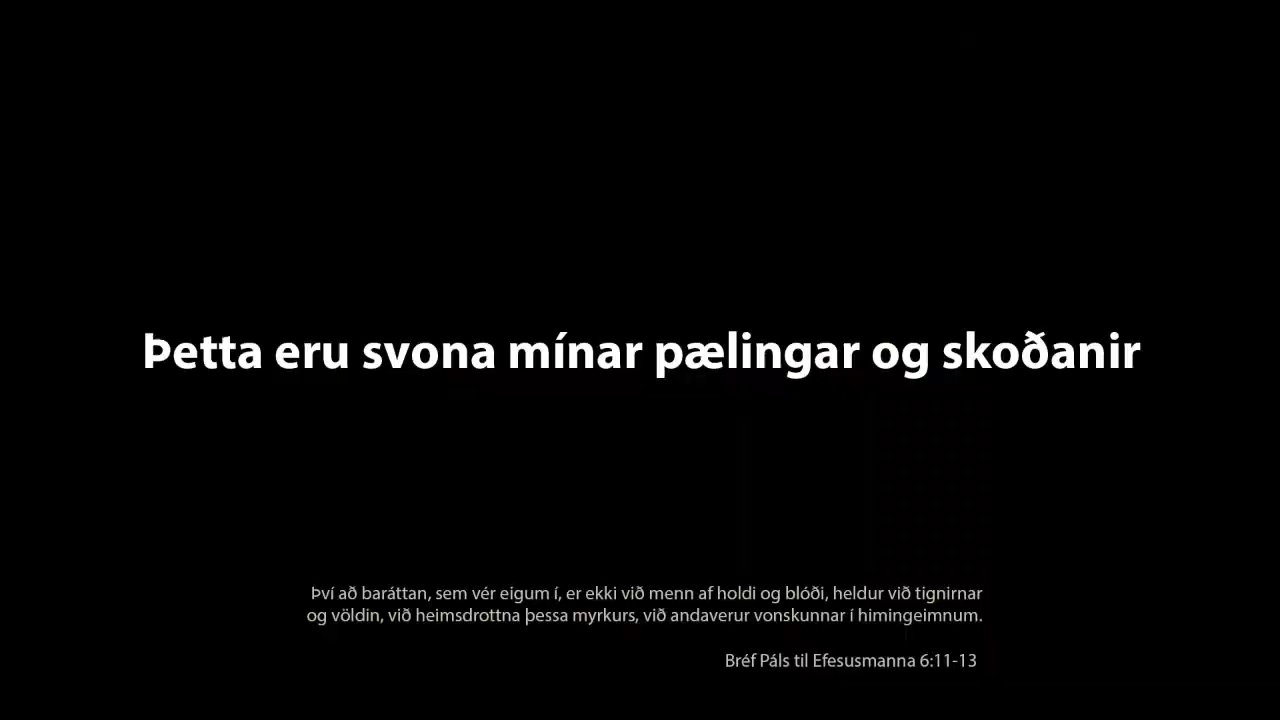 Þetta eru svona mínar pælingar og skoðanir
Því að baráttan, sem vér eigum í, er ekki við menn af holdi og blóði, heldur við tignirnar
og völdin, við heimsdrottna þessa myrkurs, við andaverur vonskunnar í himingeimnum.
Bréf Páls til Efesusmanna 6:11-13